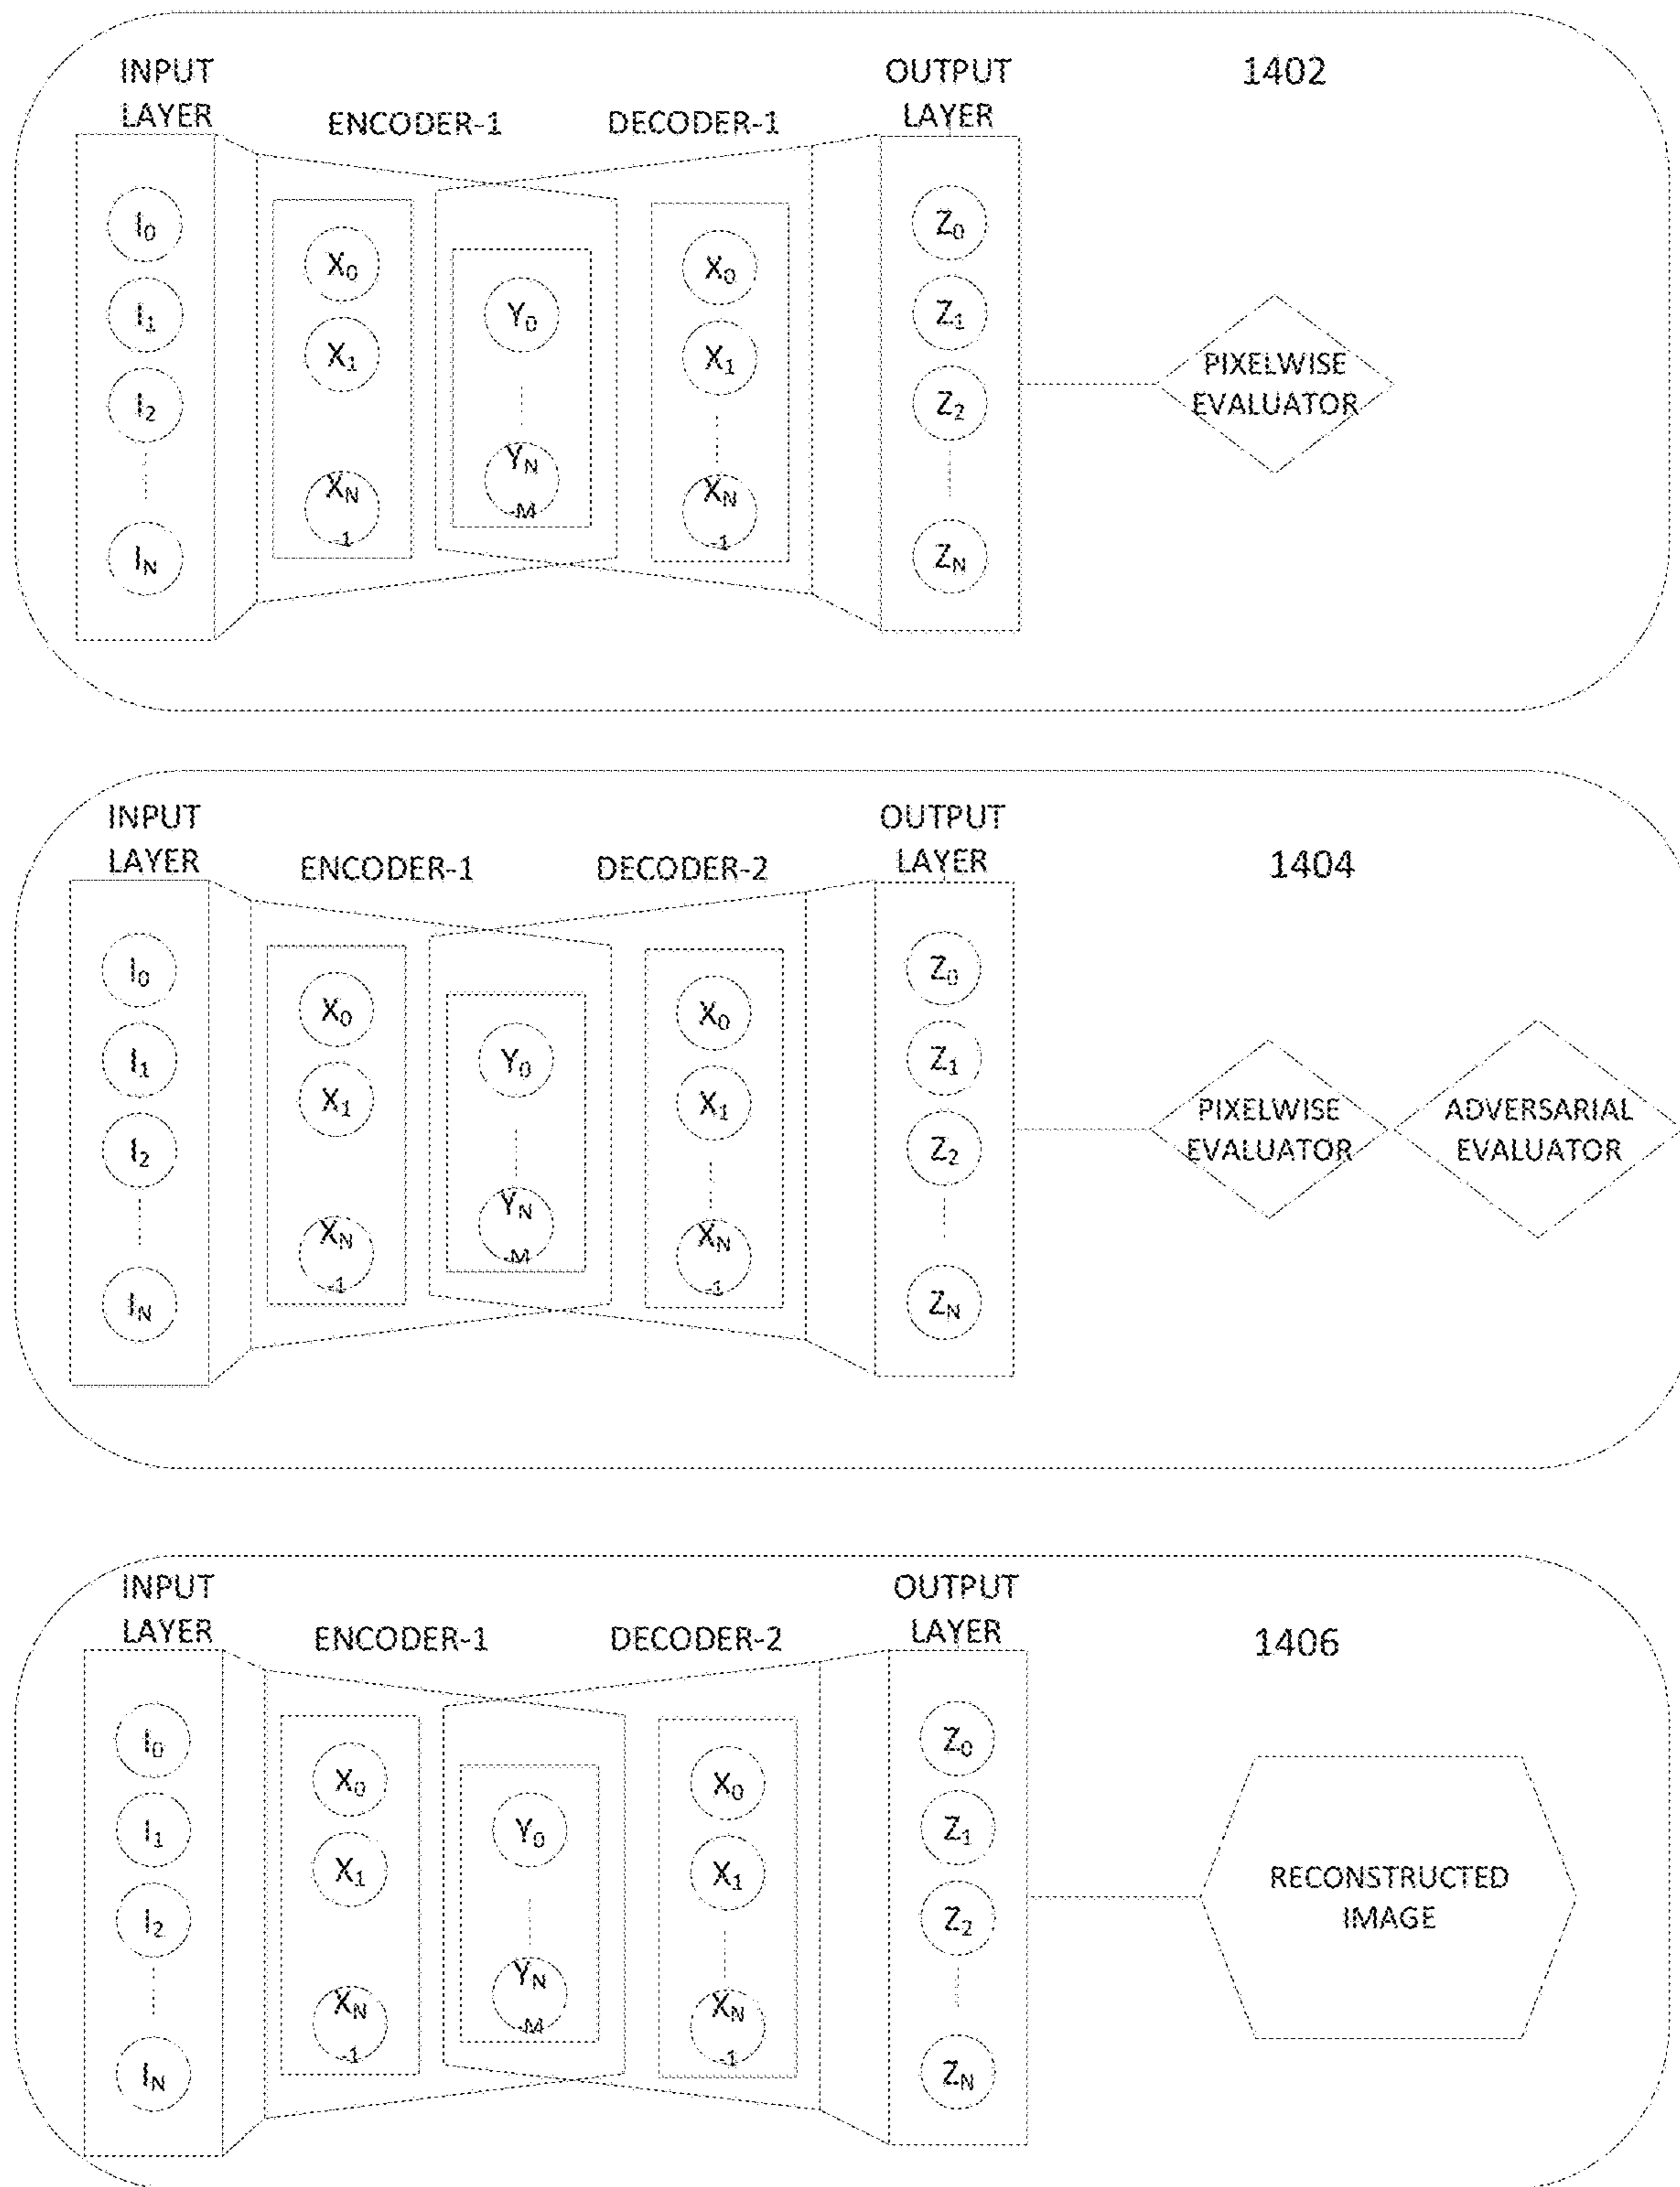 INPUT
LAYER
ENCODER-1
DECODER-1
OUTPUT
LAYER
1402
I0
I1
I2
IN
X0
X1
XN
-1
Y0
YN
-M
X0
X1
XN
-1
Z0
Z1
Z2
ZN
PIXELWISE
EVALUATOR
INPUT
LAYER
ENCODER-1
DECODER-2
OUTPUT
LAYER
1404
I0
I1
I2
IN
X0
X1
XN
-1
Y0
YN
-M
X0
X1
XN
-1
Z0
Z1
Z2
ZN
PIXELWISE
EVALUATOR
ADVERSARIAL
EVALUATOR
INPUT
LAYER
ENCODER-1
DECODER-2
OUTPUT
LAYER
1406
I0
I1
I2
IN
X0
X1
XN
-1
Y0
YN
-M
X0
X1
XN
-1
Z0
Z1
Z2
ZN
RECONSTRUCTED
IMAGE